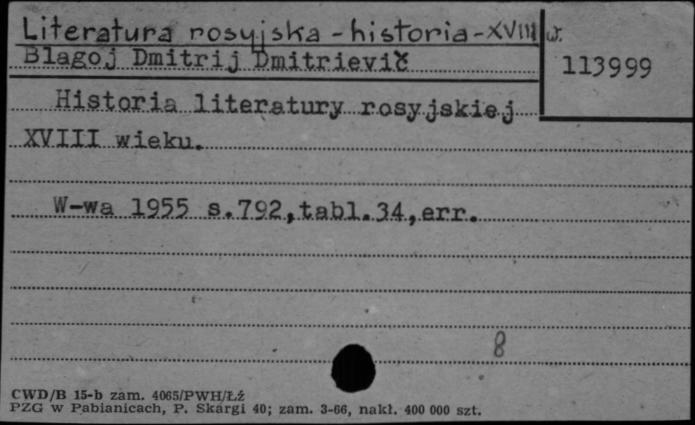 Literatura rosyjska - historia - XVIII w.
Blagoj Dmitrij Dmitrievič
113999
Historia literatury rosyjskiej
XVIII wieku.
W-wa 1955 s.792,tabl.34,err.
8
CWD/B 15-b zam. 4065/PWH/Łź
PZG w Pabianicach, P. Skargi 40; zam. 3-66, nakł. 400 000 szt.